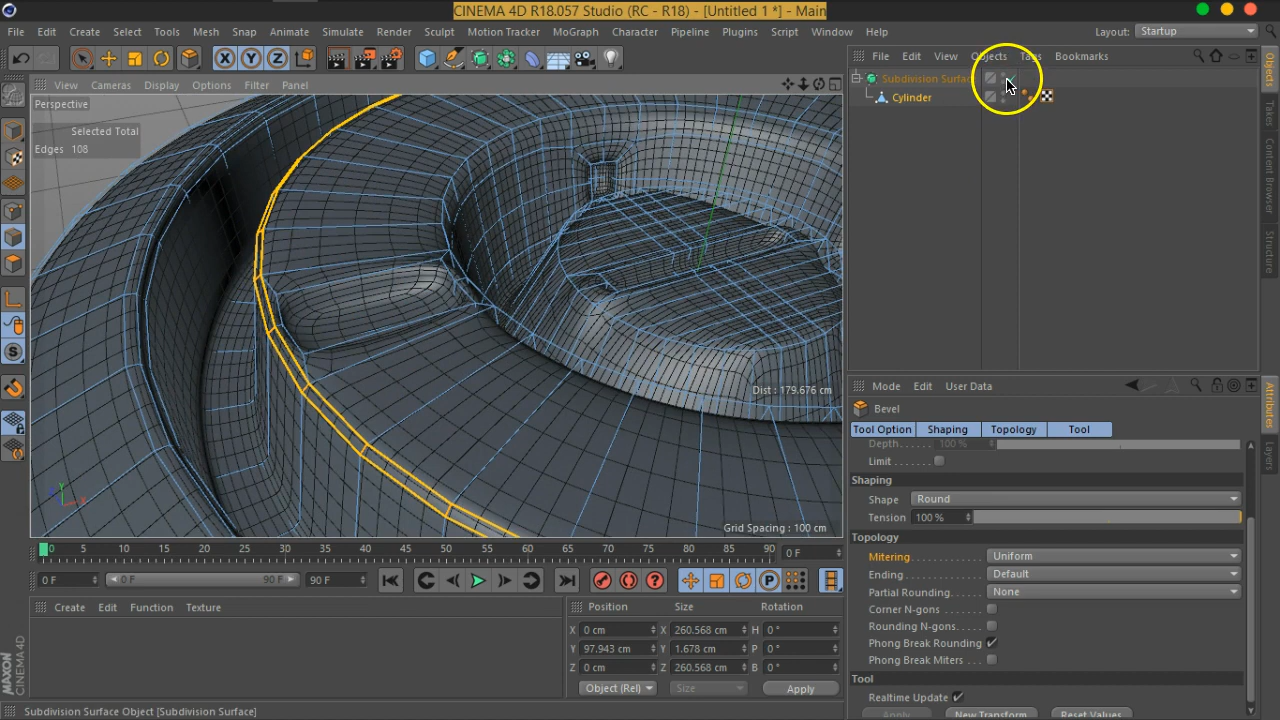 CINEMA 4D R18.057 Studio (RC - R18) - [Untitled 1 *] - Main
File Edit Create Select Tools Mesh Snap Animate Simulate Render Sculpt Motion Tracker MoGraph Character Pipeline Plugins Script Window Help Layout: Startup
X Y Z
File Edit View Objects Tags Bookmarks
Subdivision Surfac
Cylinder
View Cameras Display Options Filter Panel
Perspective
Selected Total
Edges 108
Dist : 179.676 cm
Grid Spacing : 100 cm
Y
X
S
Objects
Takes
Content Browser
Structure
Attributes
Layers
Mode Edit User Data
Bevel
Tool Option Shaping Topology Tool
Depth...... 100 %
Limit
Shaping
Shape Round
Tension 100 %
Topology
Mitering Uniform
Ending Default
Partial Rounding None
Corner N-gons
Rounding N-gons
Phong Break Rounding
Phong Break Miters
Tool
Realtime Update
Apply New Transform Reset Values
0 5 10 15 20 25 30 35 40 45 50 55 60 65 70 75 80 85 90 0 F
0 F 0 F 90 F 90 F
P
Create Edit Function Texture
Position Size Rotation
X 0 cm X 260.568 cm H 0 °
Y 97.943 cm Y 1.678 cm P 0 °
Z 0 cm Z 260.568 cm B 0 °
Object (Rel) Size Apply
MAXON CINEMA 4D
Subdivision Surface Object [Subdivision Surface]